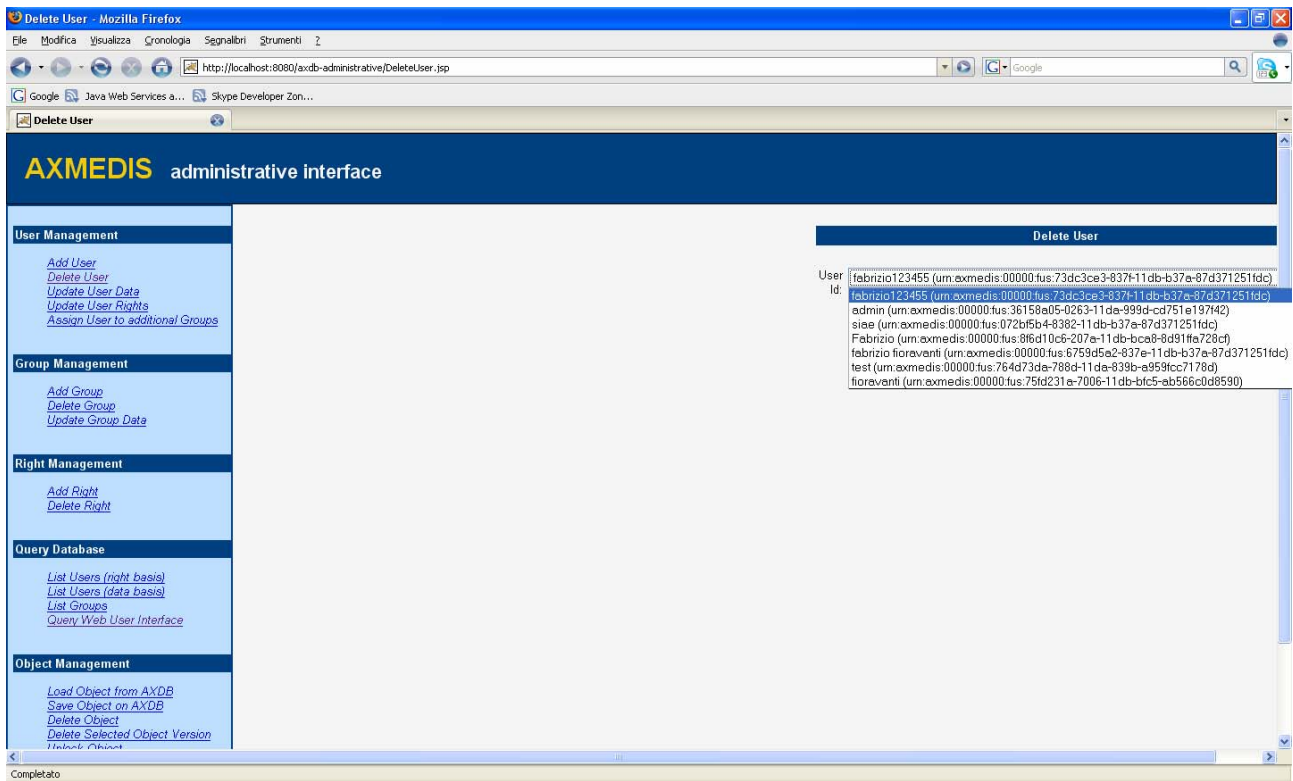 Delete User - Mozilla Firefox
File Modifica Visualizza Cronologia Segnalibri Strumenti ?
http://localhost:8080/axdb-administrative/DeleteUser.jsp
G Google
G Google Java Web Services a... Skype Developer Zon...
Delete User
AXMEDIS administrative interface
User Management
Add User
Delete User
Update User Data
Update User Rights
Assign User to additional Groups
Group Management
Add Group
Delete Group
Update Group Data
Right Management
Add Right
Delete Right
Query Database
List Users (right basis)
List Users (data basis)
List Groups
Query Web User Interface
Object Management
Load Object from AXDB
Save Object on AXDB
Delete Object
Delete Selected Object Version
Unlock Object
Delete User
User Id:
fabrizio123455 (urn:axmedis:00000:fus:73dc3ce3-837f-11db-b37a-87d371251fdc)
fabrizio123455 (urn:axmedis:00000:fus:73dc3ce3-837f-11db-b37a-87d371251fdc)
admin (urn:axmedis:00000:fus:36158a05-0263-11da-999d-cd751e197f42)
siae (urn:axmedis:00000:fus:072bf5b4-8382-11db-b37a-87d371251fdc)
Fabrizio (urn:axmedis:00000:fus:8f6d10c6-207a-11db-bca8-8d91ffa728cf)
fabrizio fioravanti (urn:axmedis:00000:fus:6759d5a2-837e-11db-b37a-87d371251fdc)
test (urn:axmedis:00000:fus:764d73da-788d-11da-839b-a959fcc7178d)
fioravanti (urn:axmedis:00000:fus:75fd231a-7006-11db-bfc5-ab566c0d8590)
Completato